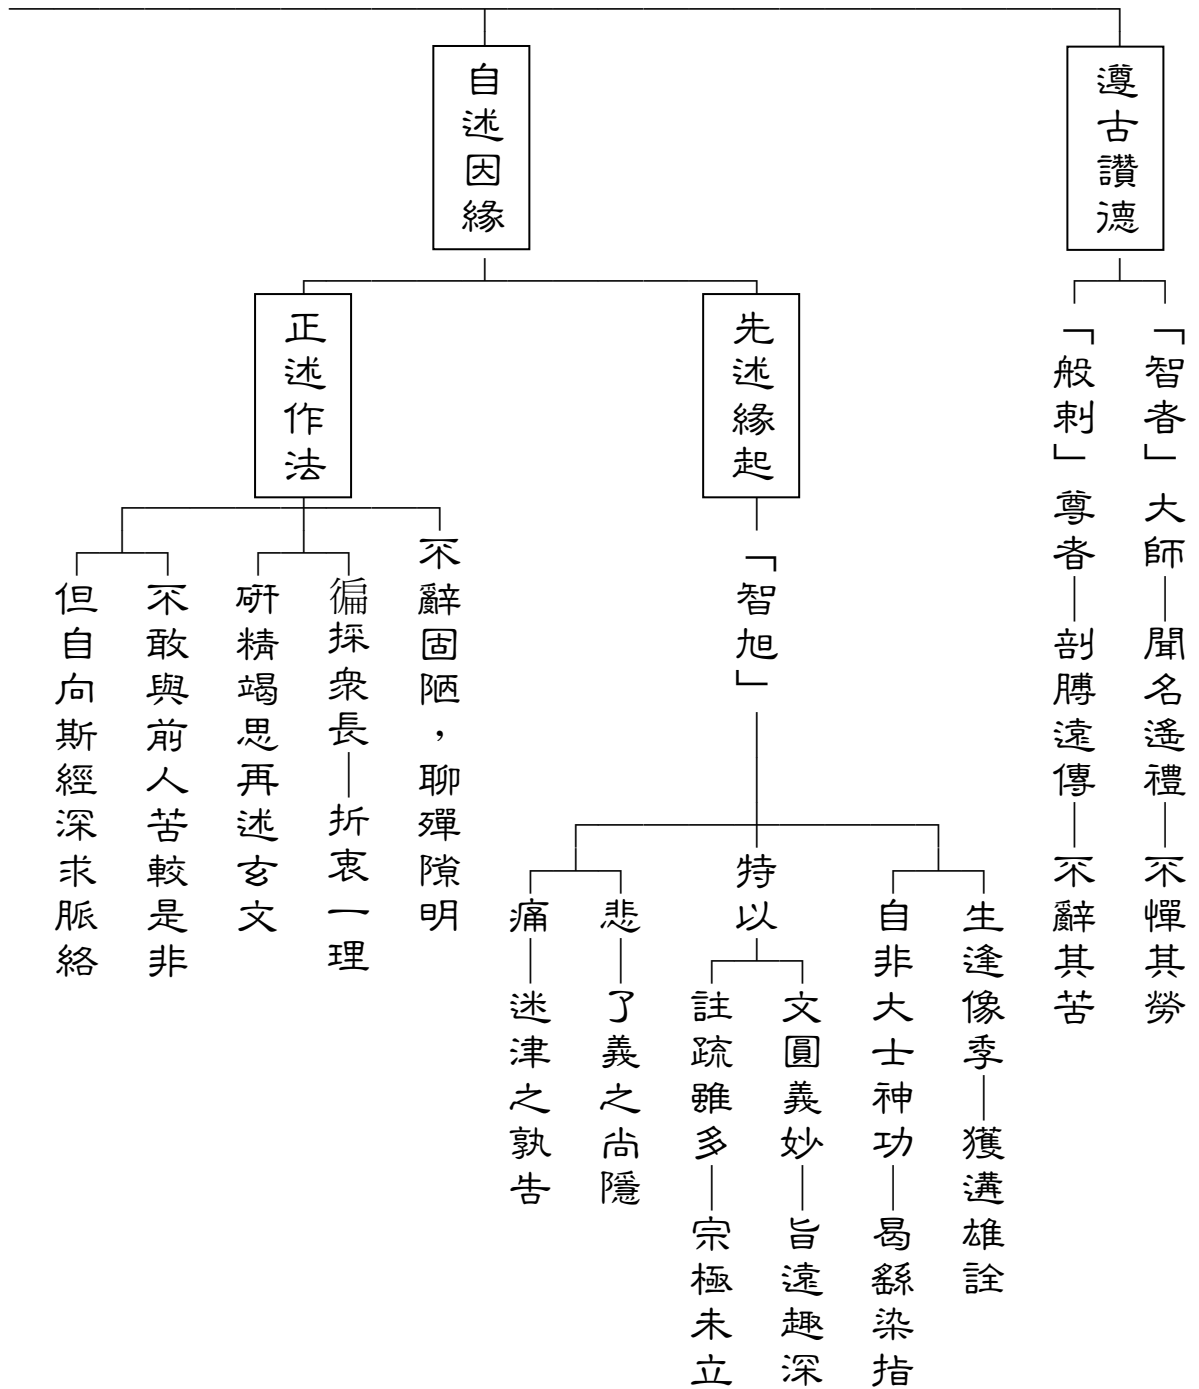 遵古讚德
「智者」大師—聞名遙禮—不憚其勞
「般剌」尊者—剖膊遠傳—不辭其苦
自述因緣
先述緣起
「智旭」
生逢像季—獲遘雄詮
自非大士神功—曷繇染指
特以
文圓義妙—旨遠趣深
註疏雖多—宗極未立
悲—了義之尚隱
痛—迷津之孰告
正述作法
不辭固陋，聊殫隙明
徧採衆長—折衷一理
研精竭思再述玄文
不敢與前人苦較是非
但自向斯經深求脈絡